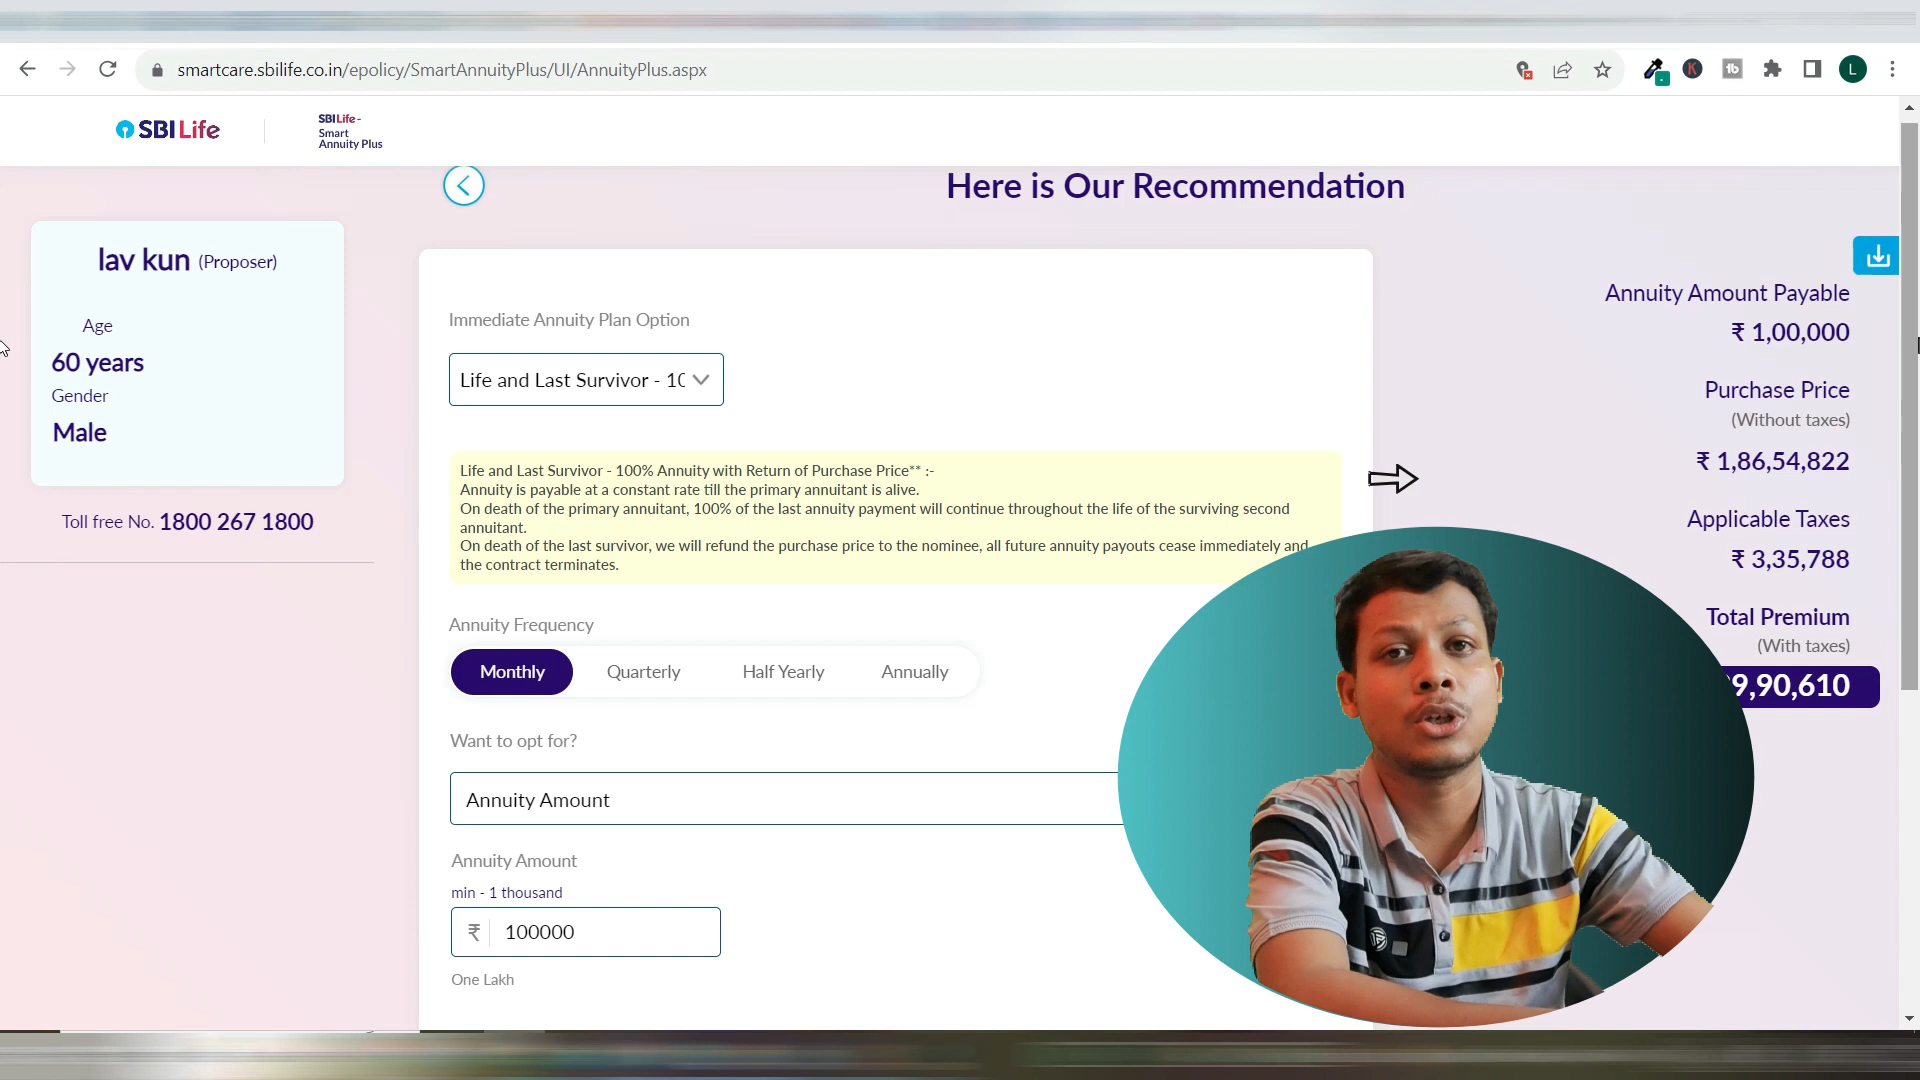 smartcare.sbilife.co.in/epolicy/SmartAnnuityPlus/UI/AnnuityPlus.aspx
L
SBI Life
SBI Life -
Smart
Annuity Plus
Here is Our Recommendation
lav kun (Proposer)
Age
60 years
Gender
Male
Toll free No. 1800 267 1800
Immediate Annuity Plan Option
Life and Last Survivor - 10
Life and Last Survivor - 100% Annuity with Return of Purchase Price** :-
Annuity is payable at a constant rate till the primary annuitant is alive.
On death of the primary annuitant, 100% of the last annuity payment will continue throughout the life of the surviving second
annuitant.
On death of the last survivor, we will refund the purchase price to the nominee, all future annuity payouts cease immediately and
the contract terminates.
Annuity Frequency
Monthly Quarterly Half Yearly Annually
Want to opt for?
Annuity Amount
Annuity Amount
min - 1 thousand
₹ 100000
One Lakh
Annuity Amount Payable
₹ 1,00,000
Purchase Price
(Without taxes)
₹ 1,86,54,822
Applicable Taxes
₹ 3,35,788
Total Premium
(With taxes)
9,90,610